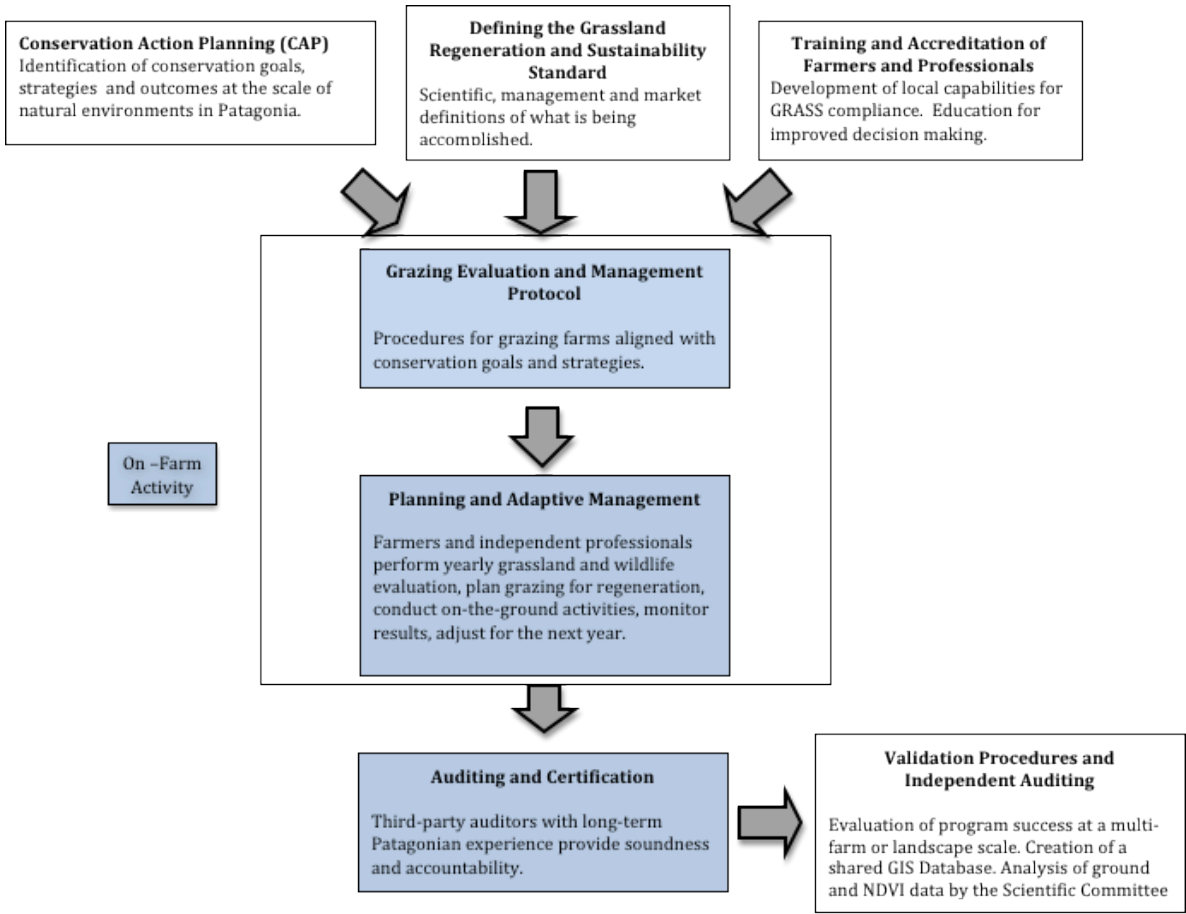 Conservation Action Planning (CAP)
Identification of conservation goals,
strategies and outcomes at the scale of
natural environments in Patagonia.
Defining the Grassland
Regeneration and Sustainability
Standard
Scientific, management and market
definitions of what is being
accomplished.
Training and Accreditation of
Farmers and Professionals
Development of local capabilities for
GRASS compliance. Education for
improved decision making.
Grazing Evaluation and Management
Protocol
Procedures for grazing farms aligned with
conservation goals and strategies.
On –Farm
Activity
Planning and Adaptive Management
Farmers and independent professionals
perform yearly grassland and wildlife
evaluation, plan grazing for regeneration,
conduct on-the-ground activities, monitor
results, adjust for the next year.
Auditing and Certification
Third-party auditors with long-term
Patagonian experience provide soundness
and accountability.
Validation Procedures and
Independent Auditing
Evaluation of program success at a multi-
farm or landscape scale. Creation of a
shared GIS Database. Analysis of ground
and NDVI data by the Scientific Committee